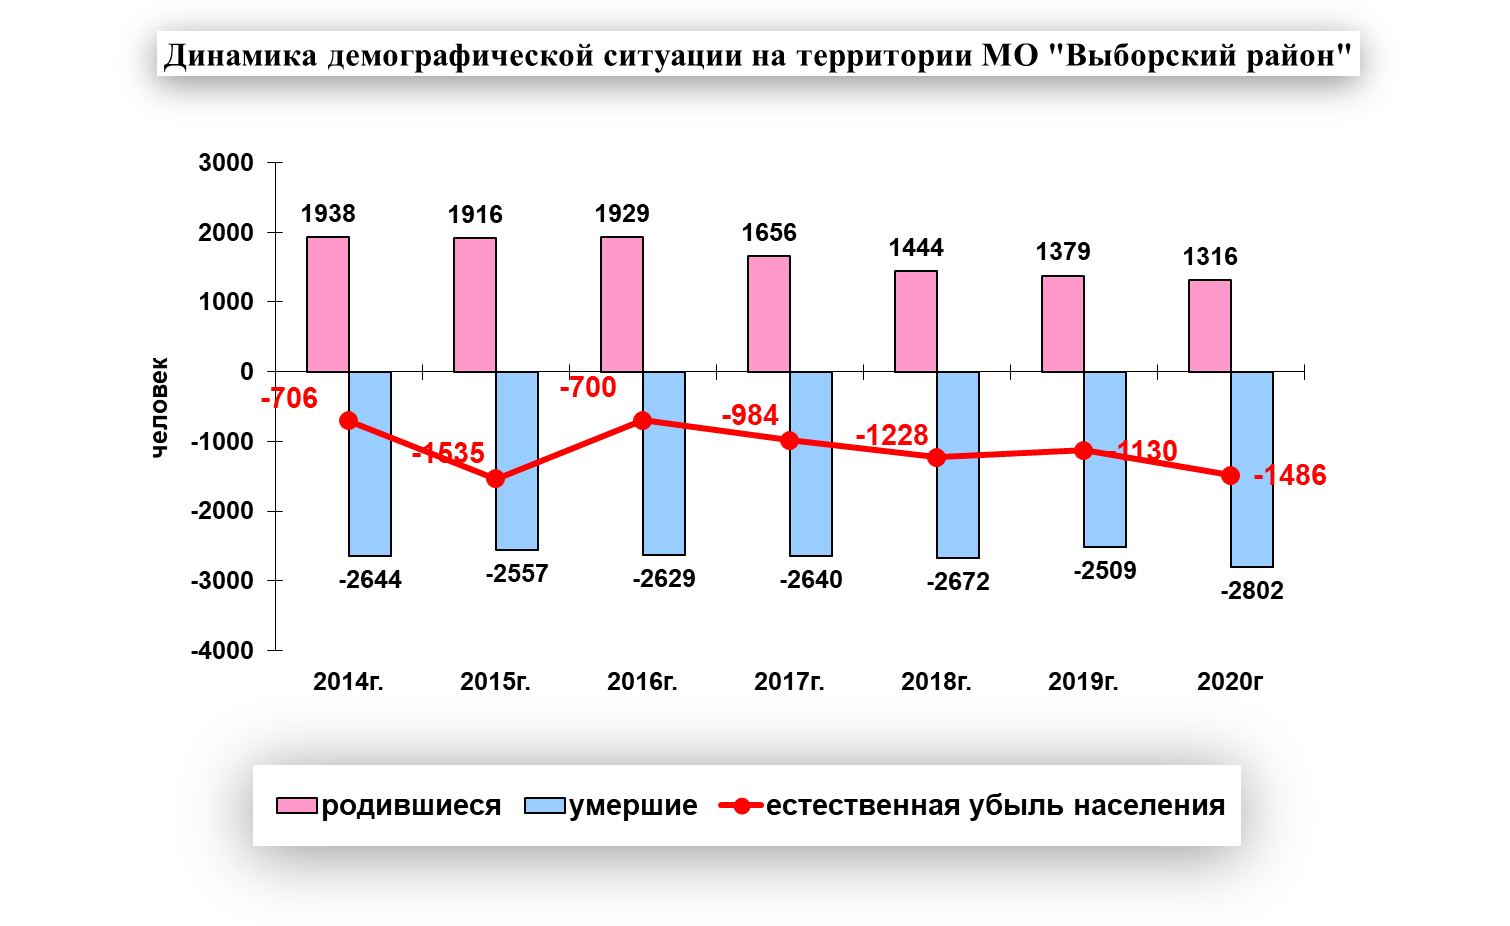 Динамика демографической ситуации на территории МО "Выборский район"
3000
2000
1000
0
-1000
-2000
-3000
-4000
человек
1938
1916
1929
1656
1444
1379
1316
-706
-1535
-700
-984
-1228
-1130
-1486
-2644
-2557
-2629
-2640
-2672
-2509
-2802
2014г.
2015г.
2016г.
2017г.
2018г.
2019г.
2020г
родившиеся
умершие
естественная убыль населения